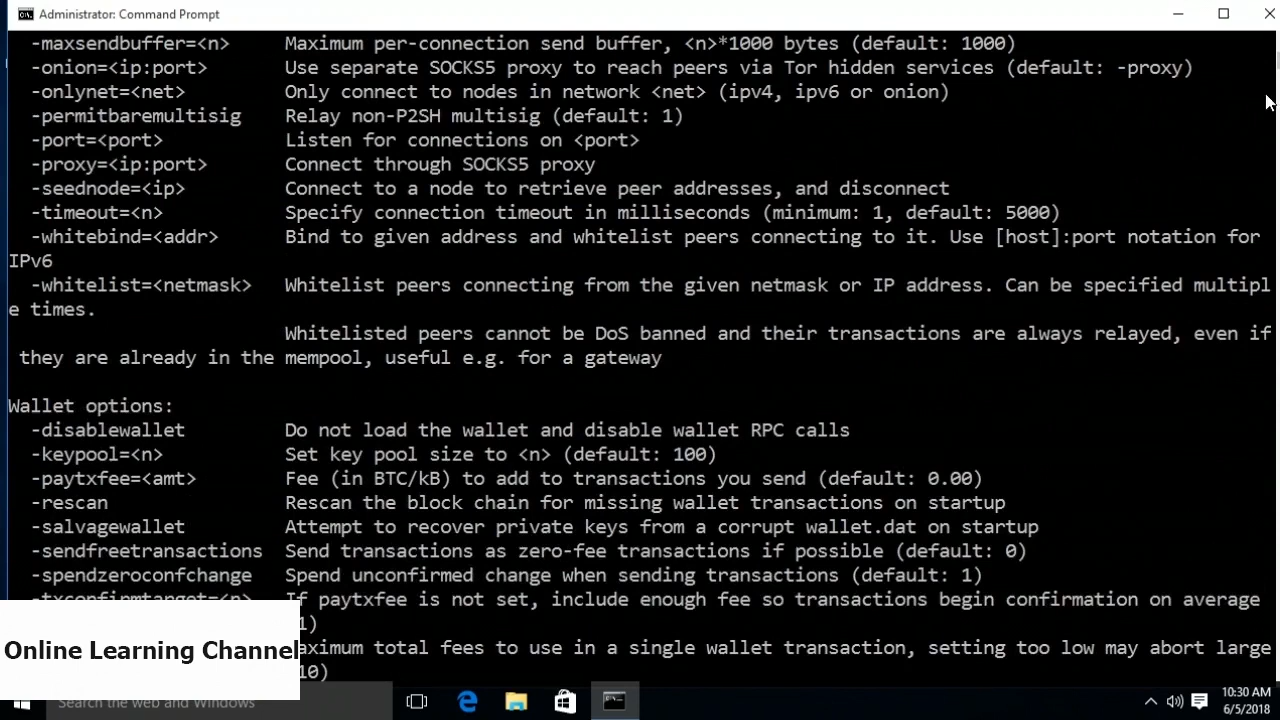 Administrator: Command Prompt
-maxsendbuffer=<n> Maximum per-connection send buffer, <n>*1000 bytes (default: 1000)
-onion=<ip:port> Use separate SOCKS5 proxy to reach peers via Tor hidden services (default: -proxy)
-onlynet=<net> Only connect to nodes in network <net> (ipv4, ipv6 or onion)
-permitbaremultisig Relay non-P2SH multisig (default: 1)
-port=<port> Listen for connections on <port>
-proxy=<ip:port> Connect through SOCKS5 proxy
-seednode=<ip> Connect to a node to retrieve peer addresses, and disconnect
-timeout=<n> Specify connection timeout in milliseconds (minimum: 1, default: 5000)
-whitebind=<addr> Bind to given address and whitelist peers connecting to it. Use [host]:port notation for
IPv6
-whitelist=<netmask> Whitelist peers connecting from the given netmask or IP address. Can be specified multipl
e times.
Whitelisted peers cannot be DoS banned and their transactions are always relayed, even if
they are already in the mempool, useful e.g. for a gateway
Wallet options:
-disablewallet Do not load the wallet and disable wallet RPC calls
-keypool=<n> Set key pool size to <n> (default: 100)
-paytxfee=<amt> Fee (in BTC/kB) to add to transactions you send (default: 0.00)
-rescan Rescan the block chain for missing wallet transactions on startup
-salvagewallet Attempt to recover private keys from a corrupt wallet.dat on startup
-sendfreetransactions Send transactions as zero-fee transactions if possible (default: 0)
-spendzeroconfchange Spend unconfirmed change when sending transactions (default: 1)
-txconfirmtarget=<n> If paytxfee is not set, include enough fee so transactions begin confirmation on average
1)
aximum total fees to use in a single wallet transaction, setting too low may abort large
10)
Online Learning Channel
Search the web and Windows
10:30 AM
6/5/2018